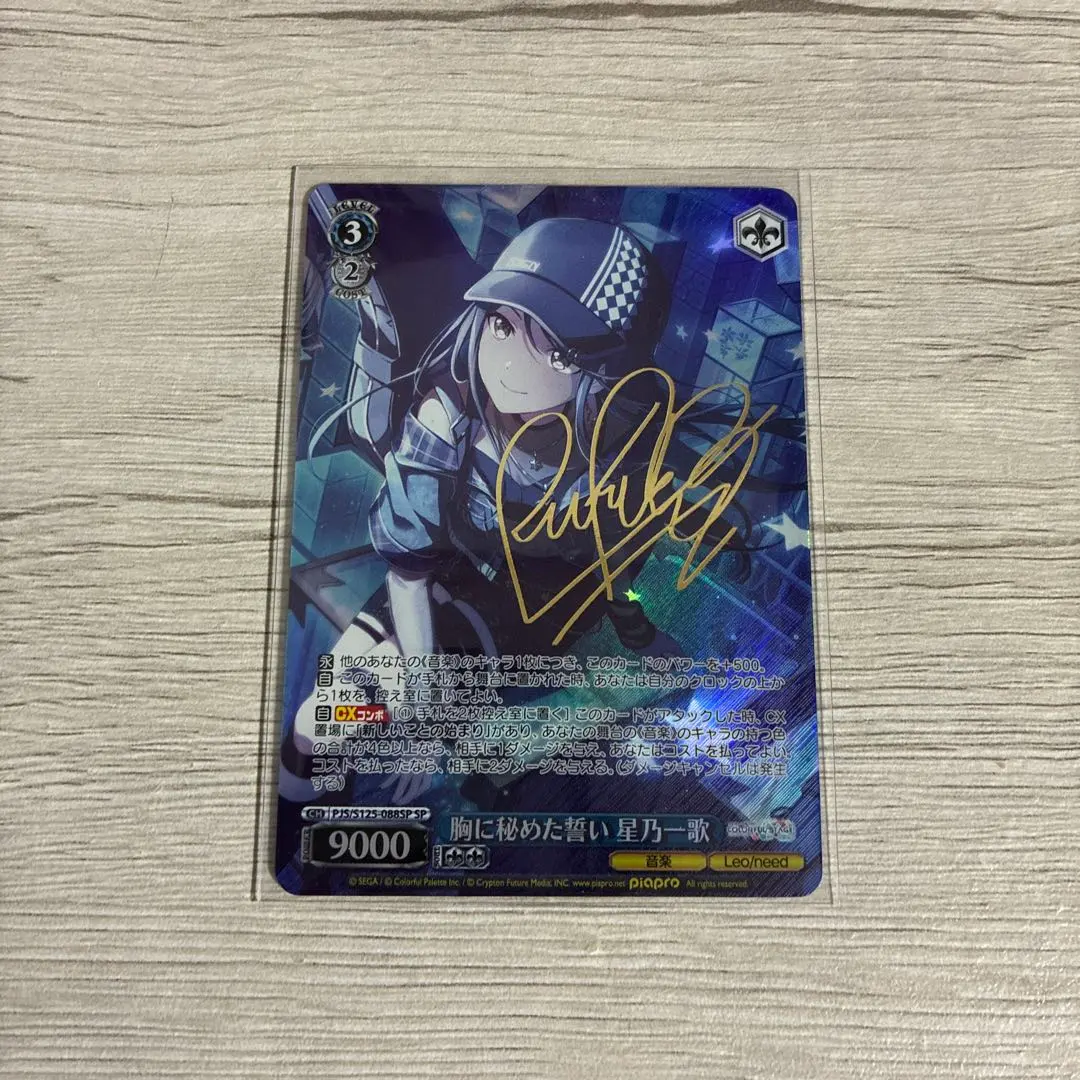 LEVEL
3
2
COST
永 他のあなたの《音楽》のキャラ1枚につき、このカードのパワーを+500。
自 このカードが手札から舞台に置かれた時、あなたは自分のクロックの上か
ら1枚を、控え室に置いてよい。
自 CXコンボ [① 手札を2枚控え室に置く] このカードがアタックした時、CX
置場に「新しいことの始まり」があり、あなたの舞台の《音楽》のキャラの持つ色
の合計が4色以上なら、相手に1ダメージを与え、あなたはコストを払ってよい。
コストを払ったなら、相手に2ダメージを与える。(ダメージキャンセルは発生
する)
CH PJS/S125-088SP SP
胸に秘めた誓い 星乃一歌
COLORFUL STAGE
POWER 9000 SOUL
音楽 Leo/need
© SEGA / © Colorful Palette Inc. / © Crypton Future Media, INC. www.piapro.net piapro All rights reserved.